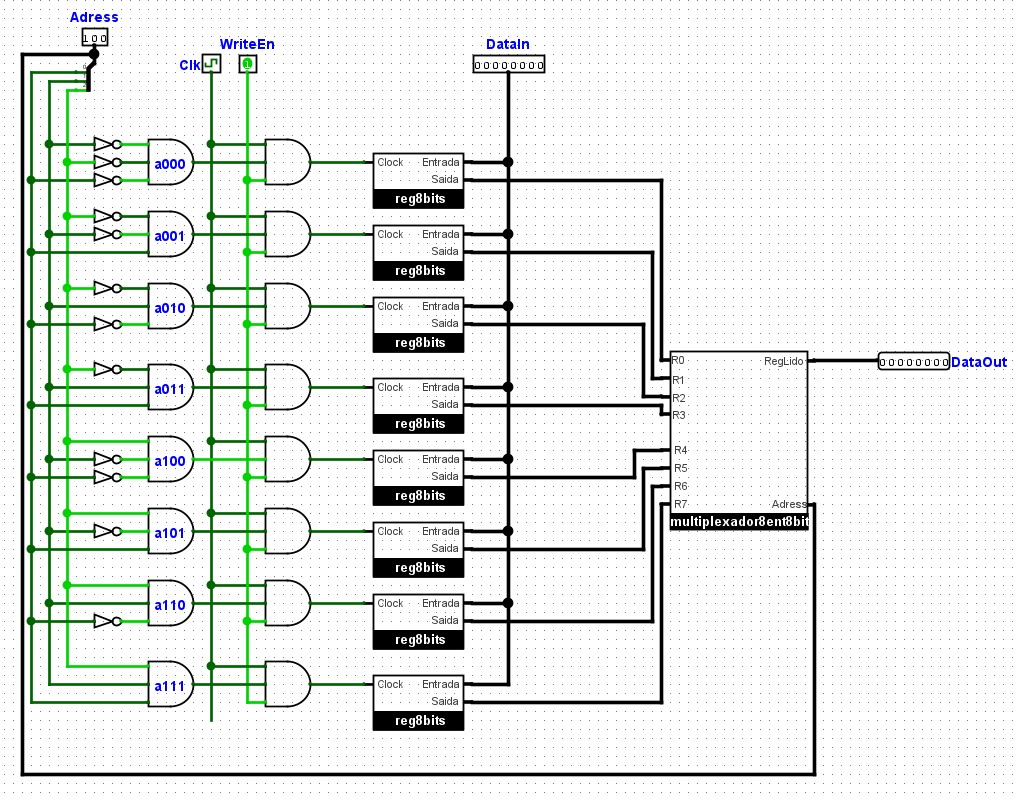 Adress
100
WriteEn
Clk
1
DataIn
00000000
a000
Clock Entrada
Saida
reg8bits
a001
Clock Entrada
Saida
reg8bits
a010
Clock Entrada
Saida
reg8bits
a011
Clock Entrada
Saida
reg8bits
a100
Clock Entrada
Saida
reg8bits
a101
Clock Entrada
Saida
reg8bits
a110
Clock Entrada
Saida
reg8bits
a111
Clock Entrada
Saida
reg8bits
R0 RegLido
R1
R2
R3
R4
R5
R6
R7 Adress
multiplexador8ent8bit
00000000 DataOut